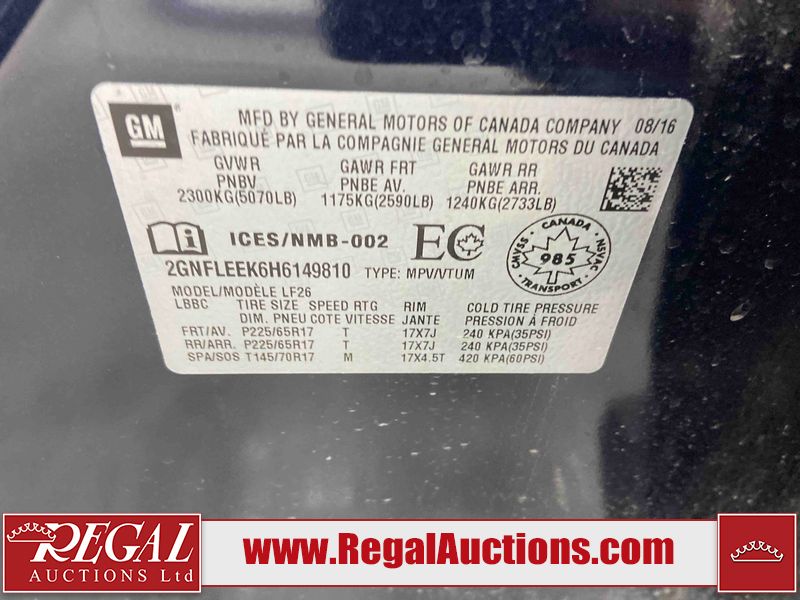 GM
MFD BY GENERAL MOTORS OF CANADA COMPANY 08/16
FABRIQUÉ PAR LA COMPAGNIE GENERAL MOTORS DU CANADA
GVWR GAWR FRT GAWR RR
PNBV PNBE AV. PNBE ARR.
2300KG(5070LB) 1175KG(2590LB) 1240KG(2733LB)
i ICES/NMB-002 EC
CANADA CMVSS 985 NSVAC TRANSPORT
2GNFLEEK6H6149810 TYPE: MPV/VTUM
MODEL/MODÈLE LF26
LBBC TIRE SIZE SPEED RTG RIM COLD TIRE PRESSURE
DIM. PNEU COTE VITESSE JANTE PRESSION À FROID
FRT/AV. P225/65R17 T 17X7J 240 KPA(35PSI)
RR/ARR. P225/65R17 T 17X7J 240 KPA(35PSI)
SPA/SOS T145/70R17 M 17X4.5T 420 KPA(60PSI)
REGAL
AUCTIONS Ltd
www.RegalAuctions.com